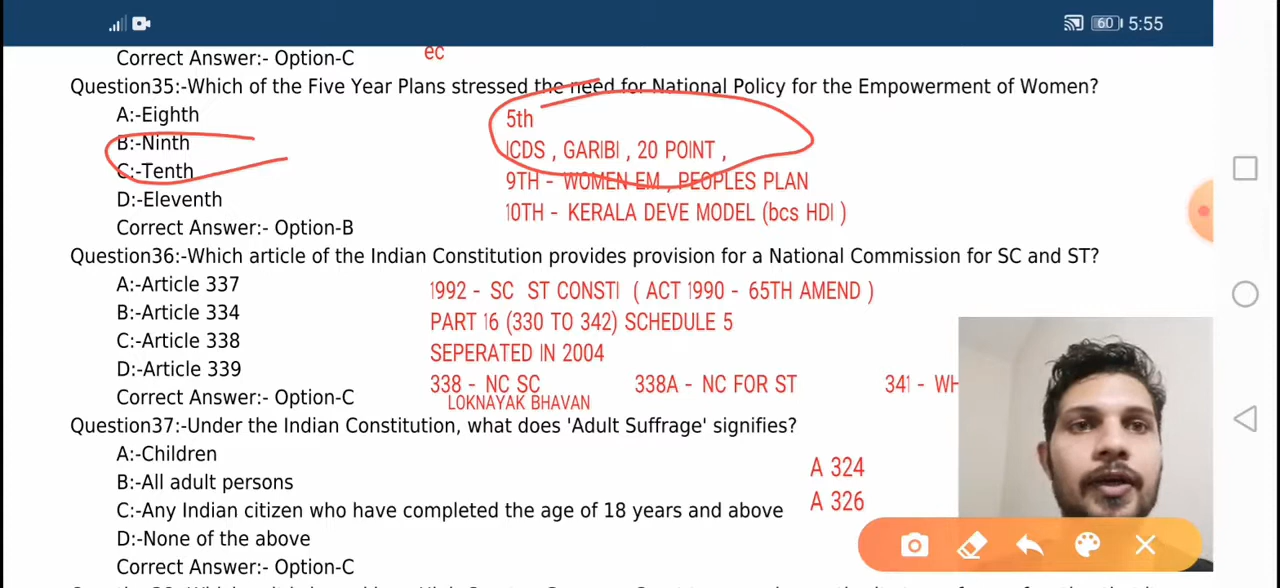 60 5:55
Correct Answer:- Option-C
ec
Question35:-Which of the Five Year Plans stressed the need for National Policy for the Empowerment of Women?
A:-Eighth
5th
B:-Ninth
ICDS , GARIBI , 20 POINT ,
C:-Tenth
9TH - WOMEN EM , PEOPLES PLAN
D:-Eleventh
10TH - KERALA DEVE MODEL (bcs HDI )
Correct Answer:- Option-B
Question36:-Which article of the Indian Constitution provides provision for a National Commission for SC and ST?
A:-Article 337
1992 - SC ST CONSTI ( ACT 1990 - 65TH AMEND )
B:-Article 334
PART 16 (330 TO 342) SCHEDULE 5
C:-Article 338
SEPERATED IN 2004
D:-Article 339
338 - NC SC 338A - NC FOR ST 341 - WH
Correct Answer:- Option-C
LOKNAYAK BHAVAN
Question37:-Under the Indian Constitution, what does 'Adult Suffrage' signifies?
A:-Children
A 324
B:-All adult persons
C:-Any Indian citizen who have completed the age of 18 years and above
A 326
D:-None of the above
Correct Answer:- Option-C